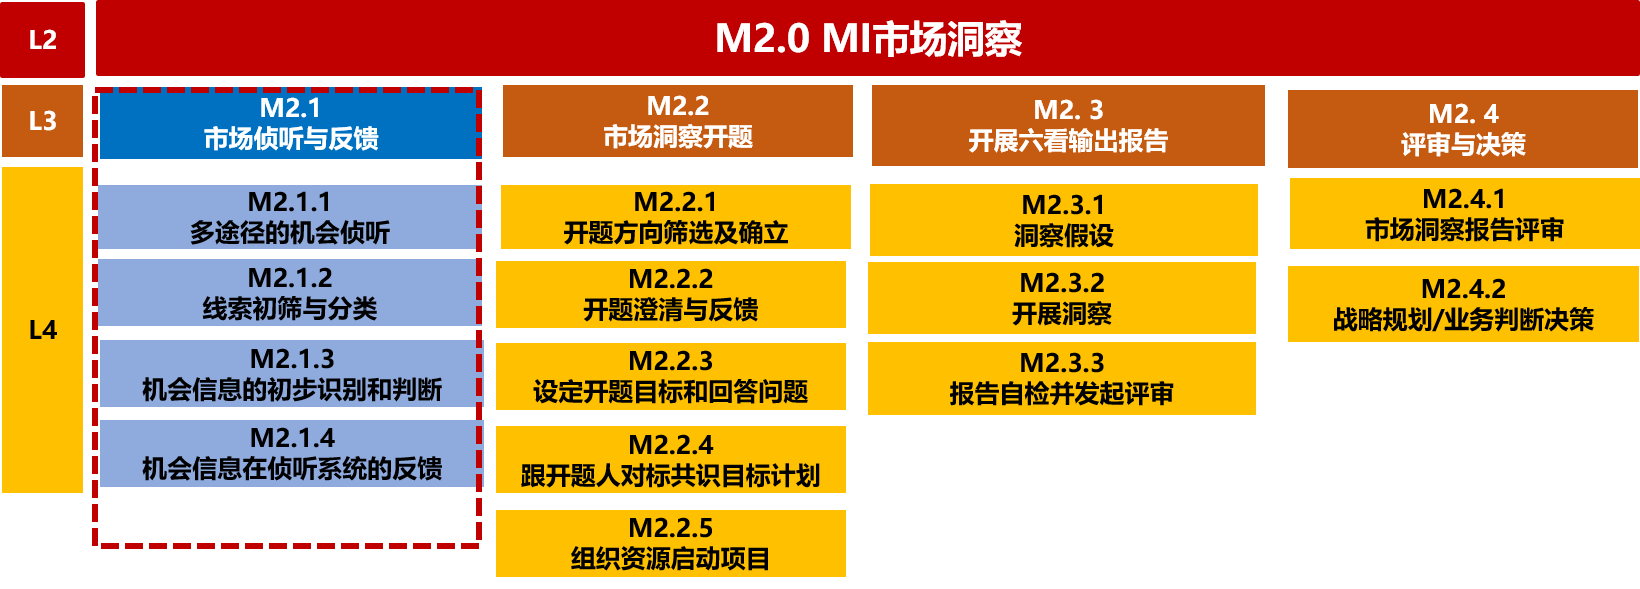 L2
M2.0 MI市场洞察
L3
M2.1
市场侦听与反馈
M2.2
市场洞察开题
M2. 3
开展六看输出报告
M2. 4
评审与决策
L4
M2.1.1
多途径的机会侦听
M2.1.2
线索初筛与分类
M2.1.3
机会信息的初步识别和判断
M2.1.4
机会信息在侦听系统的反馈
M2.2.1
开题方向筛选及确立
M2.2.2
开题澄清与反馈
M2.2.3
设定开题目标和回答问题
M2.2.4
跟开题人对标共识目标计划
M2.2.5
组织资源启动项目
M2.3.1
洞察假设
M2.3.2
开展洞察
M2.3.3
报告自检并发起评审
M2.4.1
市场洞察报告评审
M2.4.2
战略规划/业务判断决策